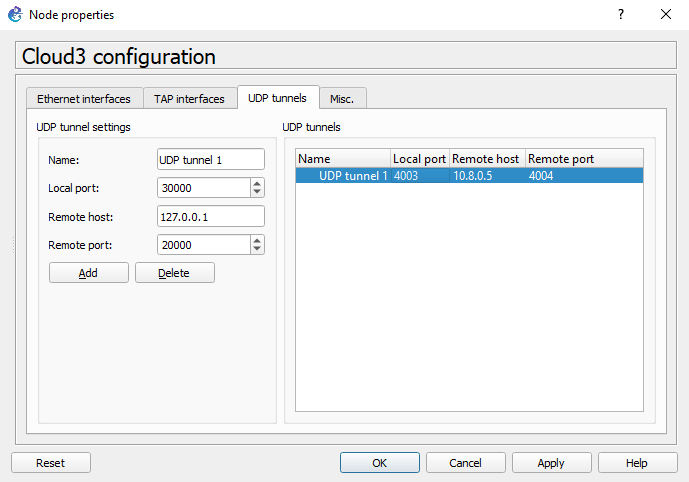 Node properties
?
Cloud3 configuration
Ethernet interfaces TAP interfaces UDP tunnels Misc.
UDP tunnel settings
Name: UDP tunnel 1
Local port: 30000
Remote host: 127.0.0.1
Remote port: 20000
Add Delete
UDP tunnels
Name Local port Remote host Remote port
UDP tunnel 1 4003 10.8.0.5 4004
Reset OK Cancel Apply Help